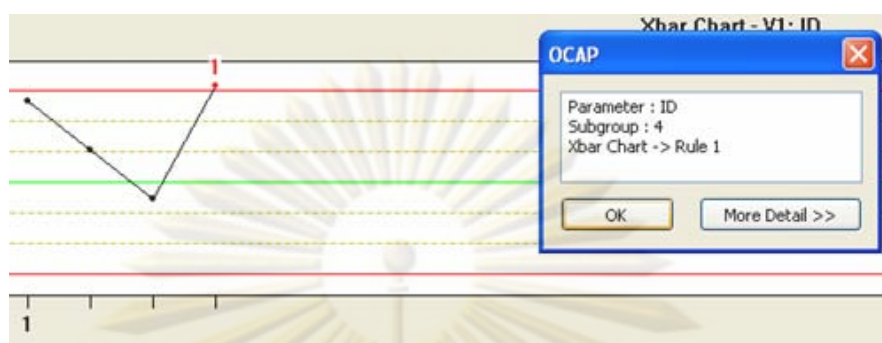 Xbar Chart - V1: ID
1
OCAP
Parameter : ID
Subgroup : 4
Xbar Chart -> Rule 1
OK
More Detail >>
1